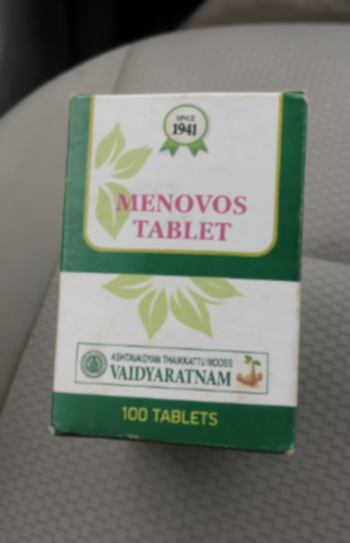 SINCE
1941
MENOVOS
TABLET
ASHTAVAIDYAN THAIKKATTU MOOSS
VAIDYARATNAM
100 TABLETS